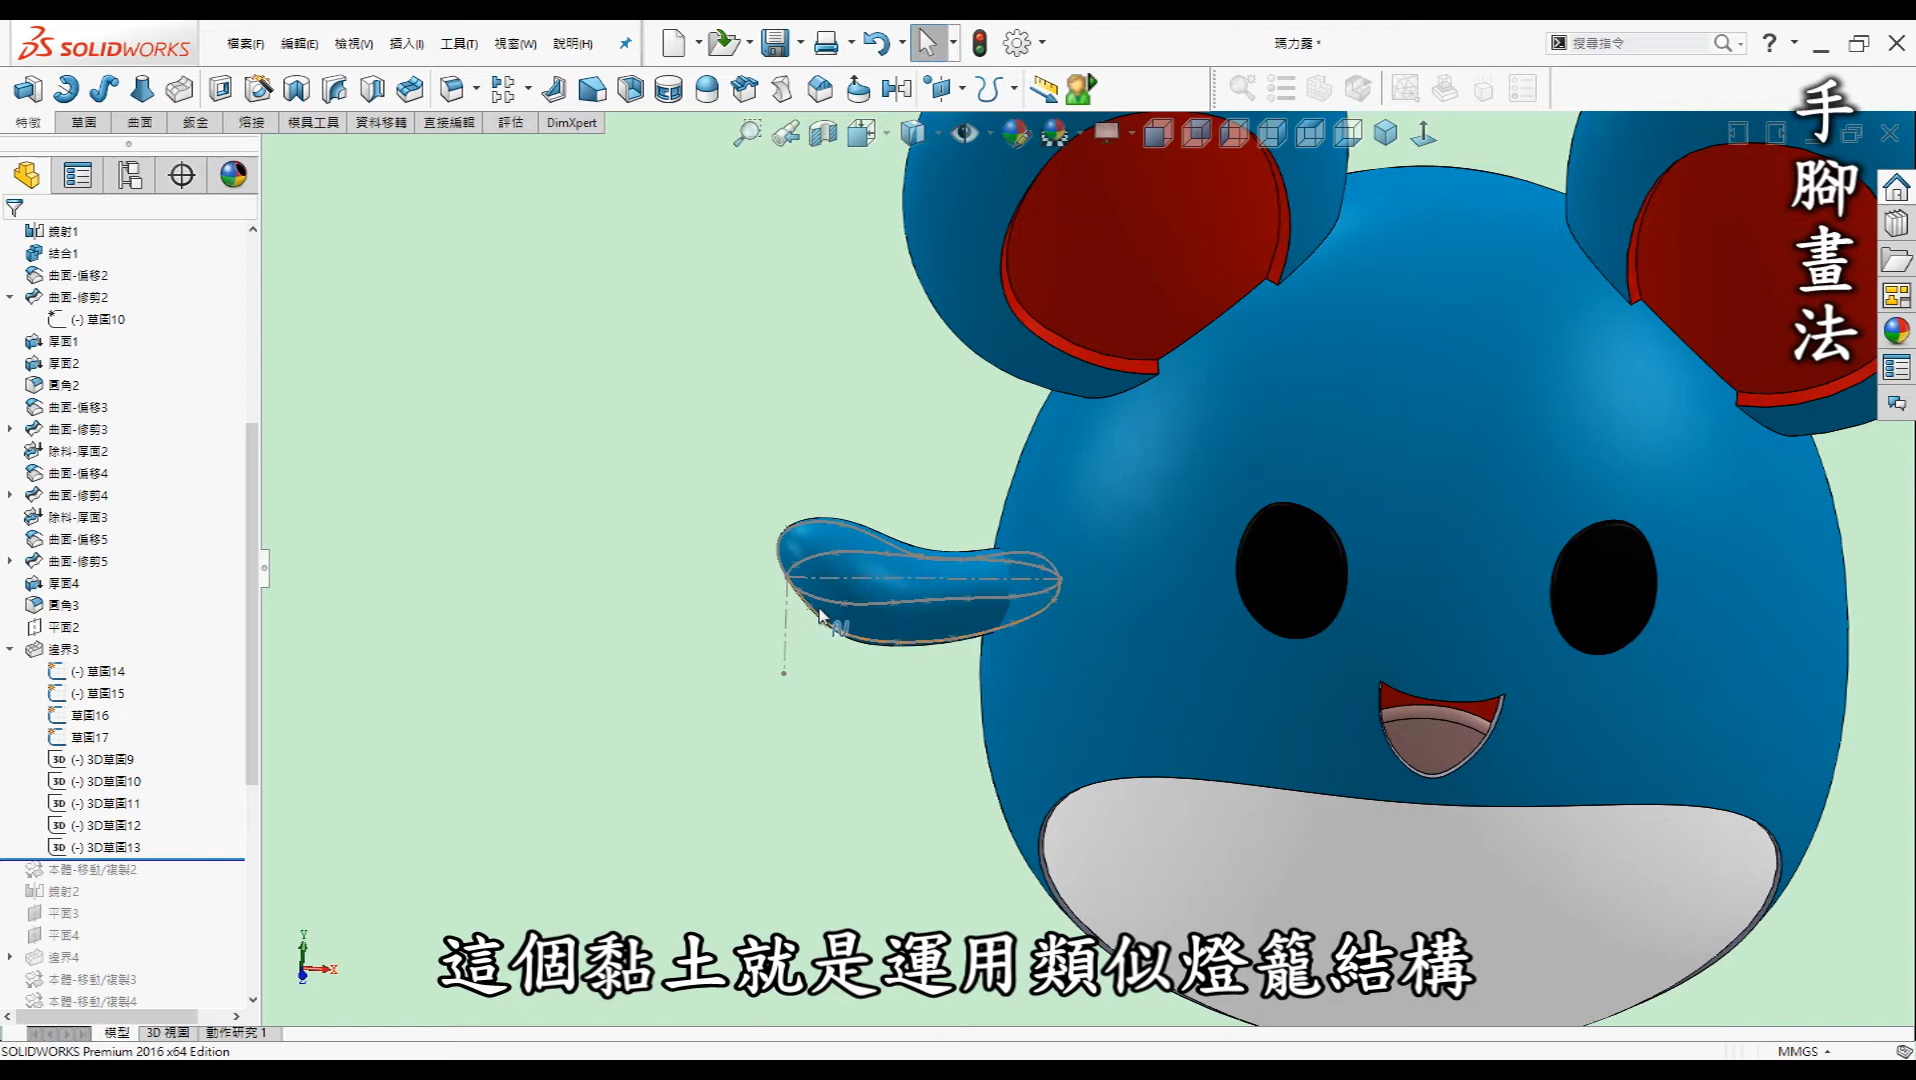 SOLIDWORKS
檔案(F)
編輯(E)
檢視(V)
插入(I)
工具(T)
視窗(W)
說明(H)
瑪力露 *
搜尋指令
特徵
草圖
曲面
鈑金
熔接
模具工具
資料移轉
直接編輯
評估
DimXpert
手腳畫法
鏡射1
結合1
曲面-偏移2
曲面-修剪2
(-) 草圖10
厚面1
厚面2
圓角2
曲面-偏移3
曲面-修剪3
除料-厚面2
曲面-偏移4
曲面-修剪4
除料-厚面3
曲面-偏移5
曲面-修剪5
厚面4
圓角3
平面2
邊界3
(-) 草圖14
(-) 草圖15
草圖16
草圖17
3D (-) 3D草圖9
3D (-) 3D草圖10
3D (-) 3D草圖11
3D (-) 3D草圖12
3D (-) 3D草圖13
本體-移動/複製2
鏡射2
平面3
平面4
邊界4
本體-移動/複製3
本體-移動/複製4
Y
X
Z
這個黏土就是運用類似燈籠結構
模型
3D 視圖
動作研究 1
SOLIDWORKS Premium 2016 x64 Edition
MMGS